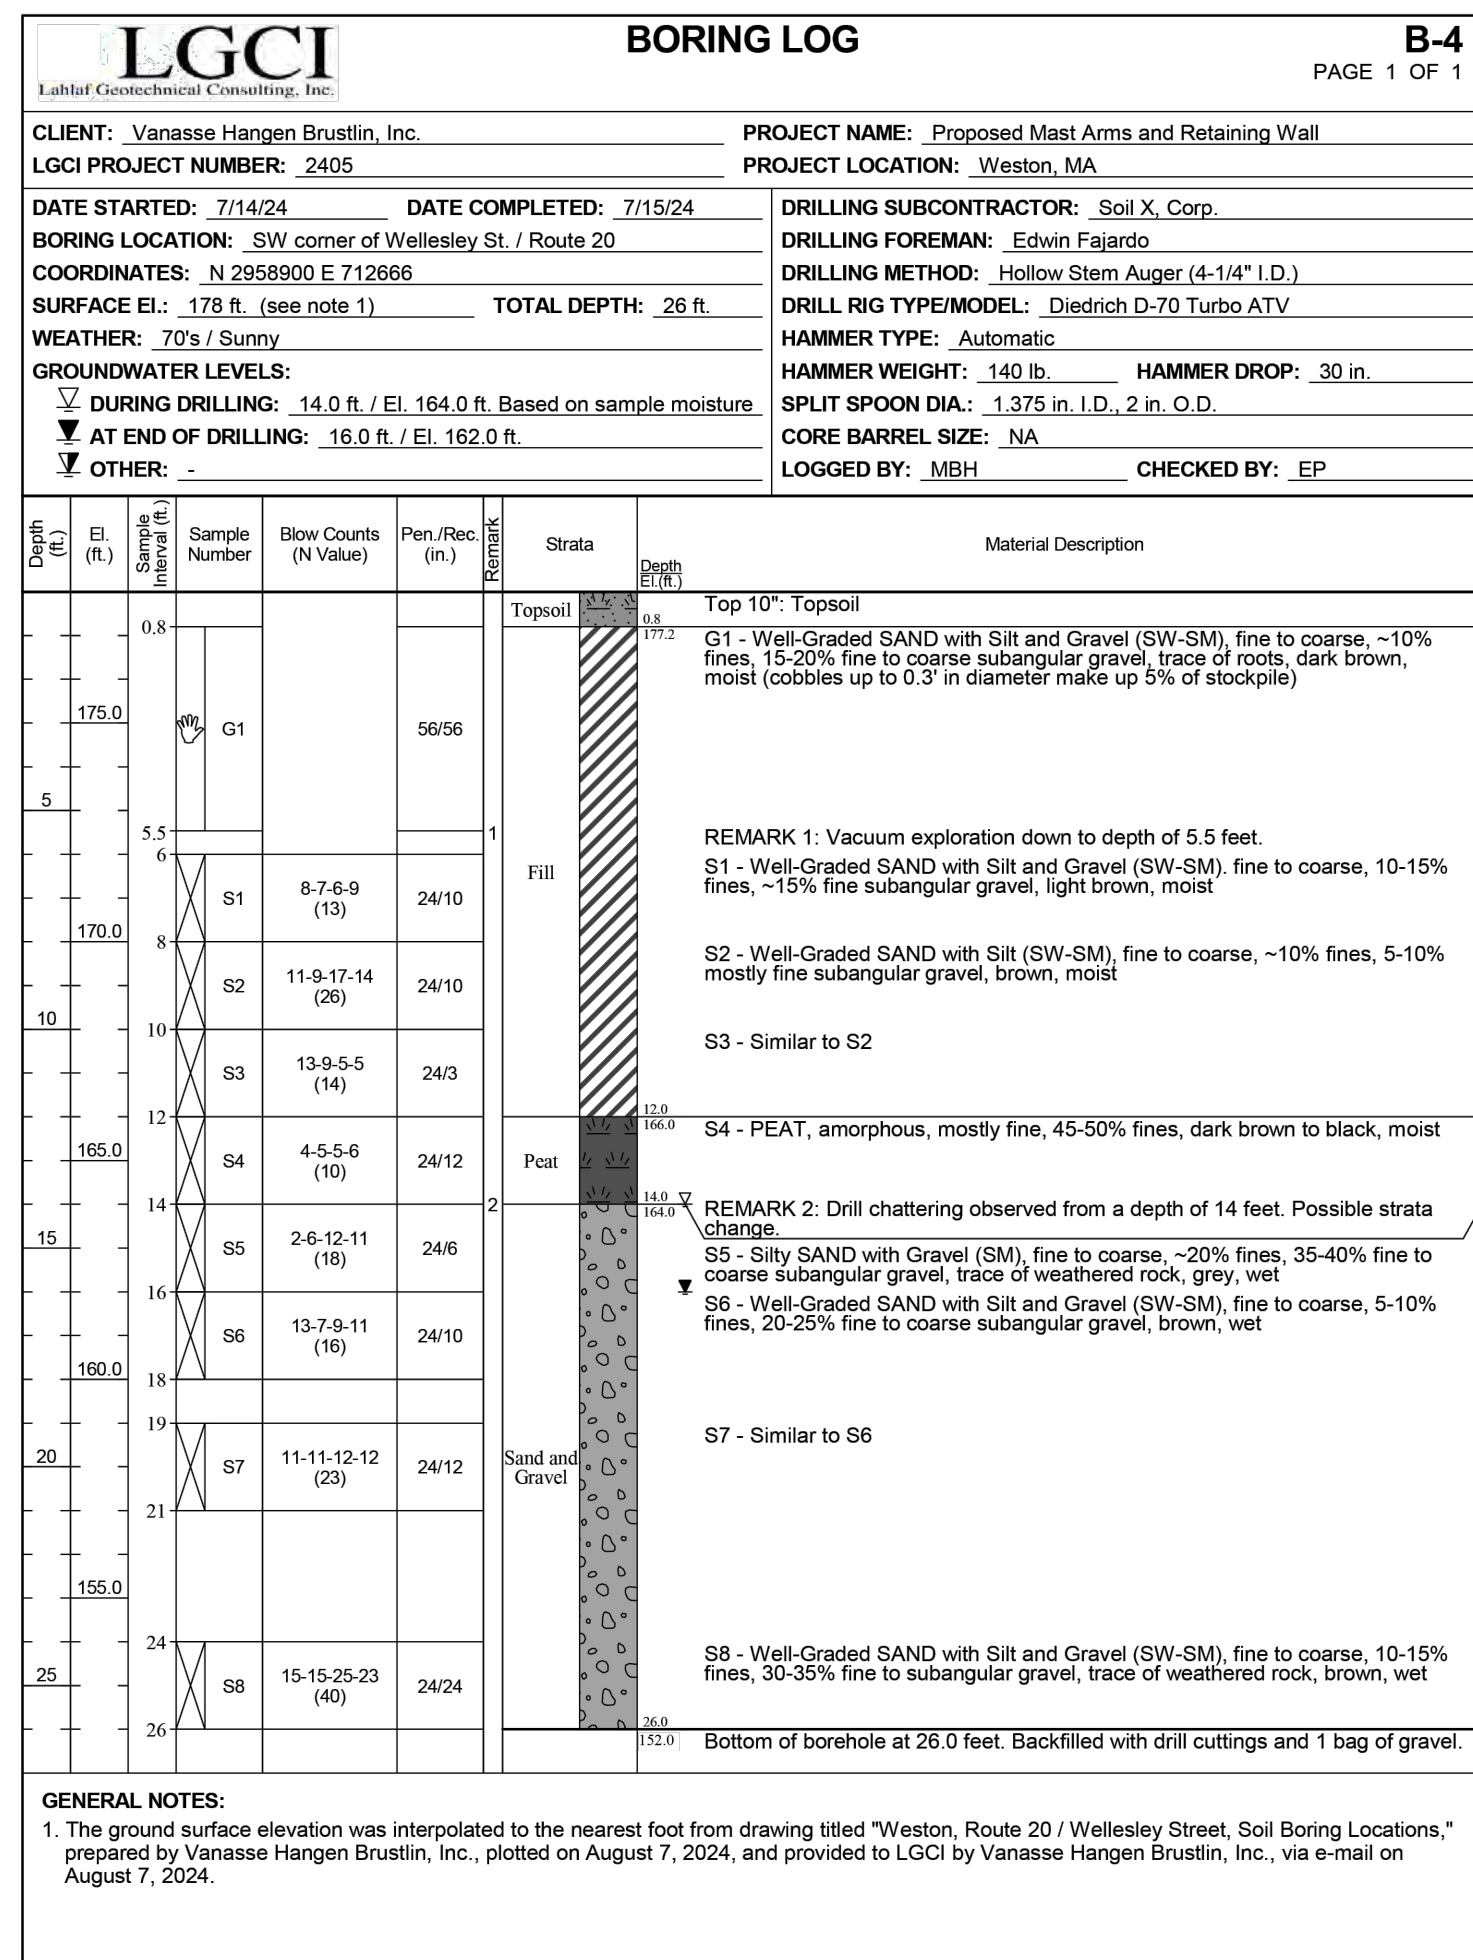 LGCI
Lahlaf Geotechnical Consulting, Inc.
BORING LOG
B-4
PAGE 1 OF 1
CLIENT: Vanasse Hangen Brustlin, Inc.
PROJECT NAME: Proposed Mast Arms and Retaining Wall
LGCI PROJECT NUMBER: 2405
PROJECT LOCATION: Weston, MA
DATE STARTED: 7/14/24 DATE COMPLETED: 7/15/24
BORING LOCATION: SW corner of Wellesley St. / Route 20
COORDINATES: N 2958900 E 712666
SURFACE El.: 178 ft. (see note 1) TOTAL DEPTH: 26 ft.
WEATHER: 70's / Sunny
GROUNDWATER LEVELS:
DURING DRILLING: 14.0 ft. / El. 164.0 ft. Based on sample moisture
AT END OF DRILLING: 16.0 ft. / El. 162.0 ft.
OTHER: -
DRILLING SUBCONTRACTOR: Soil X, Corp.
DRILLING FOREMAN: Edwin Fajardo
DRILLING METHOD: Hollow Stem Auger (4-1/4" I.D.)
DRILL RIG TYPE/MODEL: Diedrich D-70 Turbo ATV
HAMMER TYPE: Automatic
HAMMER WEIGHT: 140 lb. HAMMER DROP: 30 in.
SPLIT SPOON DIA.: 1.375 in. I.D., 2 in. O.D.
CORE BARREL SIZE: NA
LOGGED BY: MBH CHECKED BY: EP
Depth
(ft.)
El.
(ft.)
Sample
Interval (ft.)
Sample
Number
Blow Counts
(N Value)
Pen./Rec.
(in.)
Remark
Strata
Depth
El.(ft.)
Material Description
Topsoil
0.8
177.2
Top 10": Topsoil
0.8
G1 - Well-Graded SAND with Silt and Gravel (SW-SM), fine to coarse, ~10%
fines, 15-20% fine to coarse subangular gravel, trace of roots, dark brown,
moist (cobbles up to 0.3' in diameter make up 5% of stockpile)
175.0
G1
56/56
5
5.5
1
REMARK 1: Vacuum exploration down to depth of 5.5 feet.
6
Fill
S1
8-7-6-9
(13)
24/10
S1 - Well-Graded SAND with Silt and Gravel (SW-SM). fine to coarse, 10-15%
fines, ~15% fine subangular gravel, light brown, moist
170.0
8
S2
11-9-17-14
(26)
24/10
S2 - Well-Graded SAND with Silt (SW-SM), fine to coarse, ~10% fines, 5-10%
mostly fine subangular gravel, brown, moist
10
10
S3
13-9-5-5
(14)
24/3
S3 - Similar to S2
12
12.0
166.0
165.0
S4
4-5-5-6
(10)
24/12
Peat
S4 - PEAT, amorphous, mostly fine, 45-50% fines, dark brown to black, moist
14
2
14.0
164.0
REMARK 2: Drill chattering observed from a depth of 14 feet. Possible strata
change.
15
S5
2-6-12-11
(18)
24/6
S5 - Silty SAND with Gravel (SM), fine to coarse, ~20% fines, 35-40% fine to
coarse subangular gravel, trace of weathered rock, grey, wet
16
S6
13-7-9-11
(16)
24/10
S6 - Well-Graded SAND with Silt and Gravel (SW-SM), fine to coarse, 5-10%
fines, 20-25% fine to coarse subangular gravel, brown, wet
160.0
18
19
20
S7
11-11-12-12
(23)
24/12
Sand and
Gravel
S7 - Similar to S6
21
155.0
24
25
S8
15-15-25-23
(40)
24/24
S8 - Well-Graded SAND with Silt and Gravel (SW-SM), fine to coarse, 10-15%
fines, 30-35% fine to subangular gravel, trace of weathered rock, brown, wet
26
26.0
152.0
Bottom of borehole at 26.0 feet. Backfilled with drill cuttings and 1 bag of gravel.
GENERAL NOTES:
1. The ground surface elevation was interpolated to the nearest foot from drawing titled "Weston, Route 20 / Wellesley Street, Soil Boring Locations,"
prepared by Vanasse Hangen Brustlin, Inc., plotted on August 7, 2024, and provided to LGCI by Vanasse Hangen Brustlin, Inc., via e-mail on
August 7, 2024.